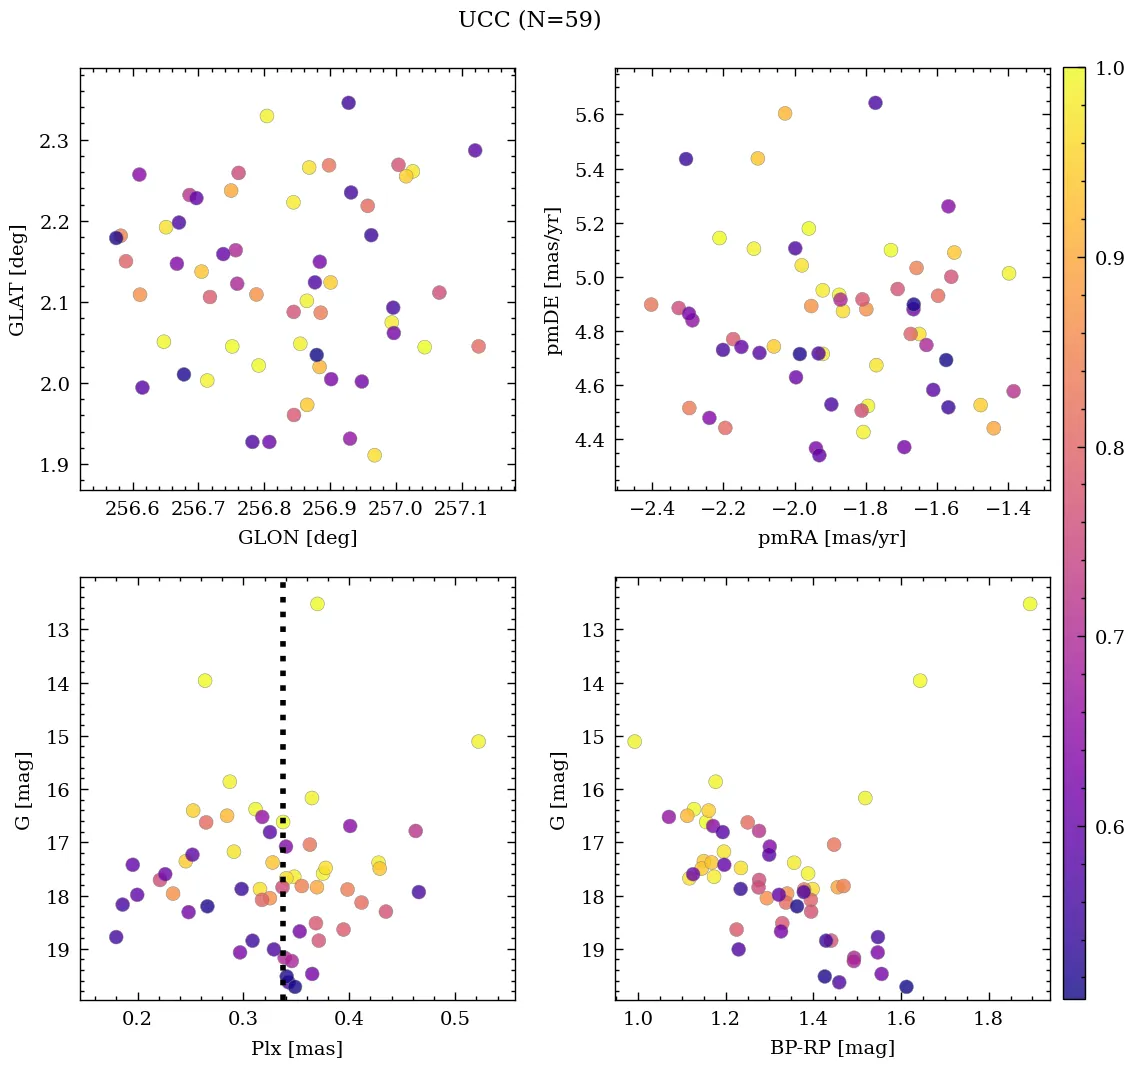 UCC (N=59)
2.3
2.2
2.1
2.0
1.9
GLAT [deg]
256.6 256.7 256.8 256.9 257.0 257.1
GLON [deg]
5.6
5.4
5.2
5.0
4.8
4.6
4.4
pmDE [mas/yr]
−2.4 −2.2 −2.0 −1.8 −1.6 −1.4
pmRA [mas/yr]
1.0
0.9
0.8
0.7
0.6
13
14
15
16
17
18
19
G [mag]
0.2 0.3 0.4 0.5
Plx [mas]
13
14
15
16
17
18
19
G [mag]
1.0 1.2 1.4 1.6 1.8
BP-RP [mag]